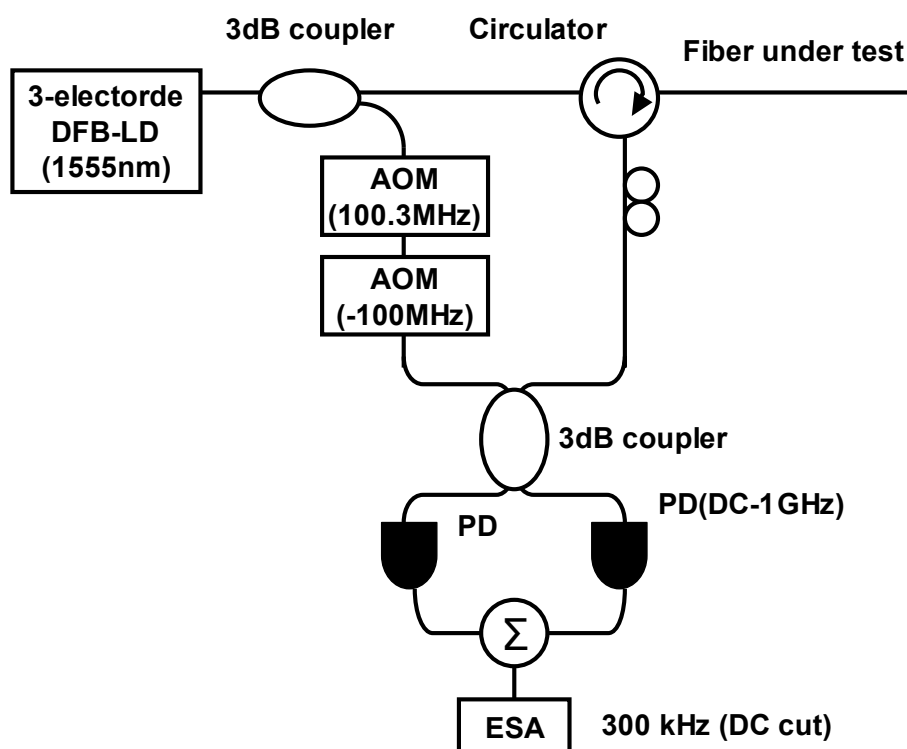 3dB coupler
Circulator
Fiber under test
3-electorde
DFB-LD
(1555nm)
AOM
(100.3MHz)
AOM
(-100MHz)
3dB coupler
PD
PD(DC-1GHz)
Σ
ESA
300 kHz (DC cut)